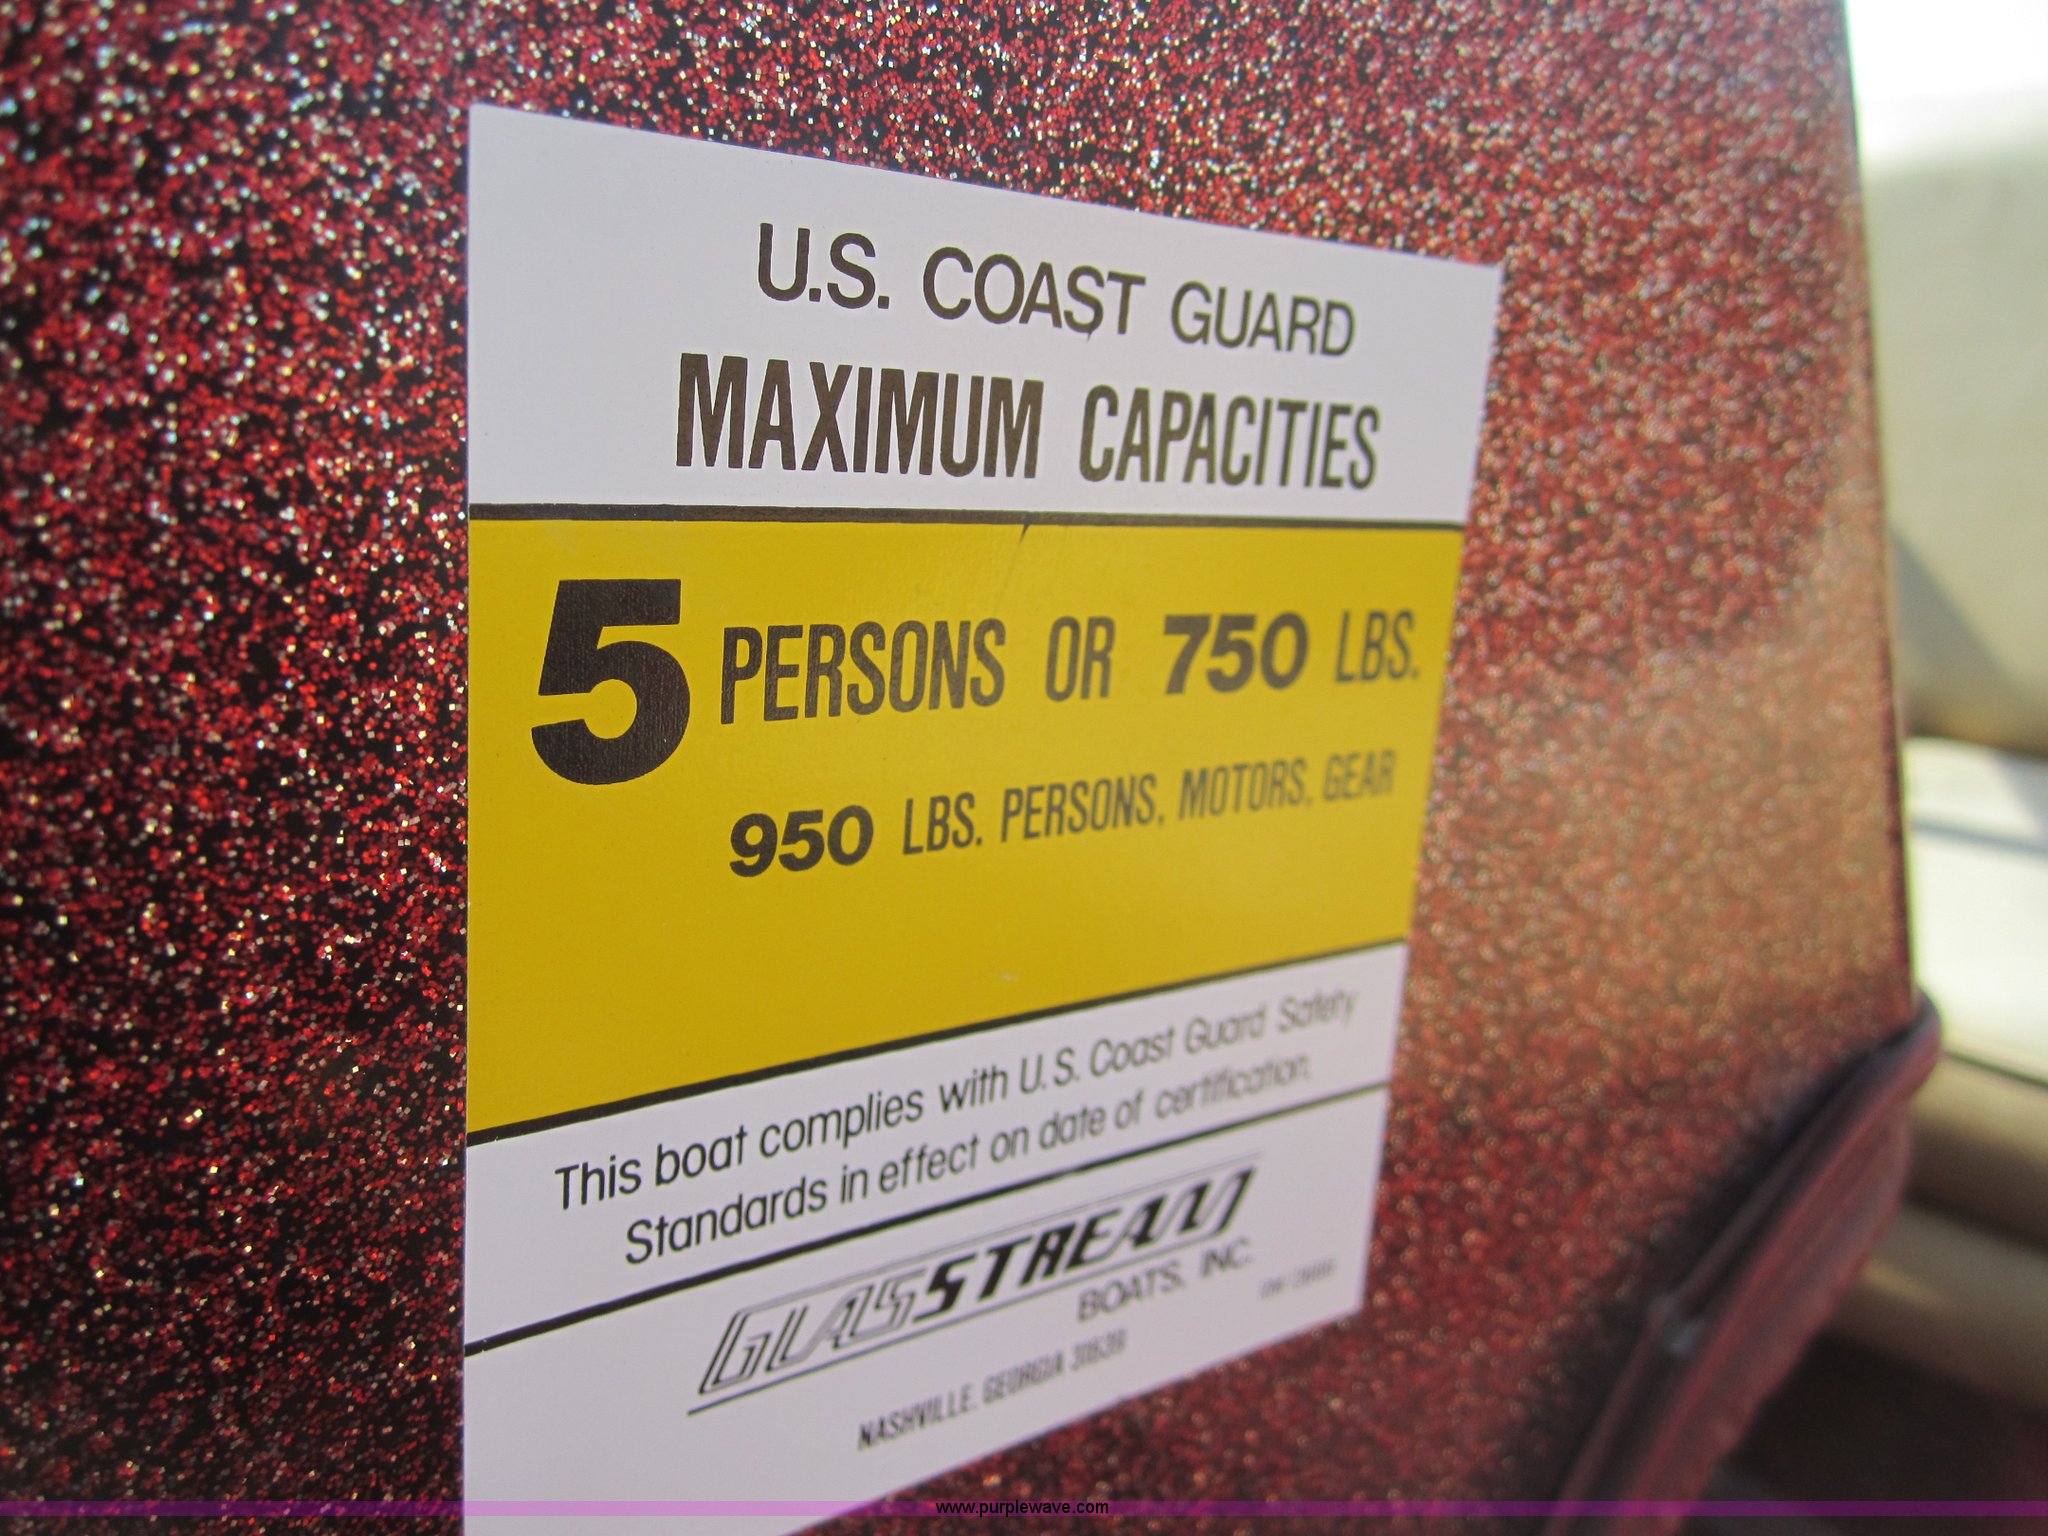 U.S. COAST GUARD
MAXIMUM CAPACITIES
5 PERSONS OR 750 LBS.
950 LBS. PERSONS, MOTORS, GEAR
This boat complies with U.S. Coast Guard Safety
Standards in effect on date of certification.
GLASSTREAM
BOATS, INC.
NASHVILLE, GEORGIA 31639
www.purplewave.com